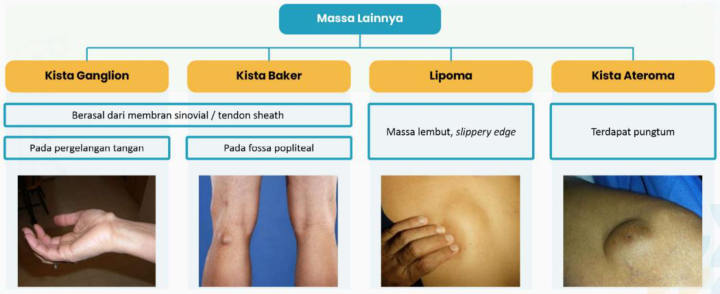 Massa Lainnya
Kista Ganglion
Kista Baker
Lipoma
Kista Ateroma
Berasal dari membran sinovial / tendon sheath
Massa lembut, slippery edge
Terdapat pungtum
Pada pergelangan tangan
Pada fossa popliteal